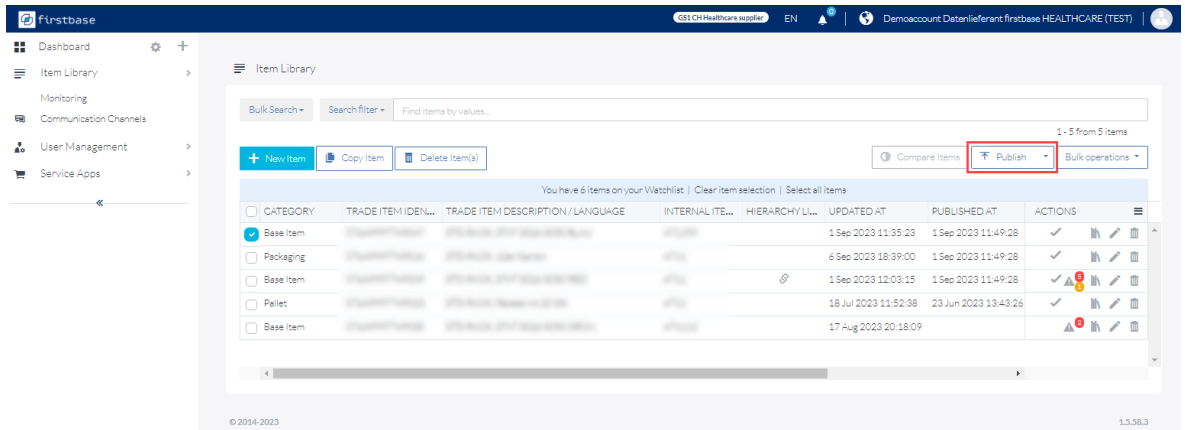 firstbase
GS1 CH Healthcare supplier EN 0 Demoaccount Datenlieferant firstbase HEALTHCARE (TEST)
Dashboard
Item Library
Monitoring
Communication Channels
User Management
Service Apps
Item Library
Bulk Search Search filter Find items by values...
1 - 5 from 5 items
New Item Copy Item Delete Item(s) Compare Items Publish Bulk operations
You have 6 items on your Watchlist | Clear item selection | Select all items
CATEGORY TRADE ITEM IDEN... TRADE ITEM DESCRIPTION / LANGUAGE INTERNAL ITE... HIERARCHY LI... UPDATED AT PUBLISHED AT ACTIONS
Base Item 1 Sep 2023 11:35:23 1 Sep 2023 11:49:28
Packaging 6 Sep 2023 18:39:00 1 Sep 2023 11:49:28
Base Item 1 Sep 2023 12:03:15 1 Sep 2023 11:49:28 5 1
Pallet 18 Jul 2023 11:52:38 23 Jun 2023 13:43:26
Base Item 17 Aug 2023 20:18:09 2
© 2014-2023 1.5.58.3